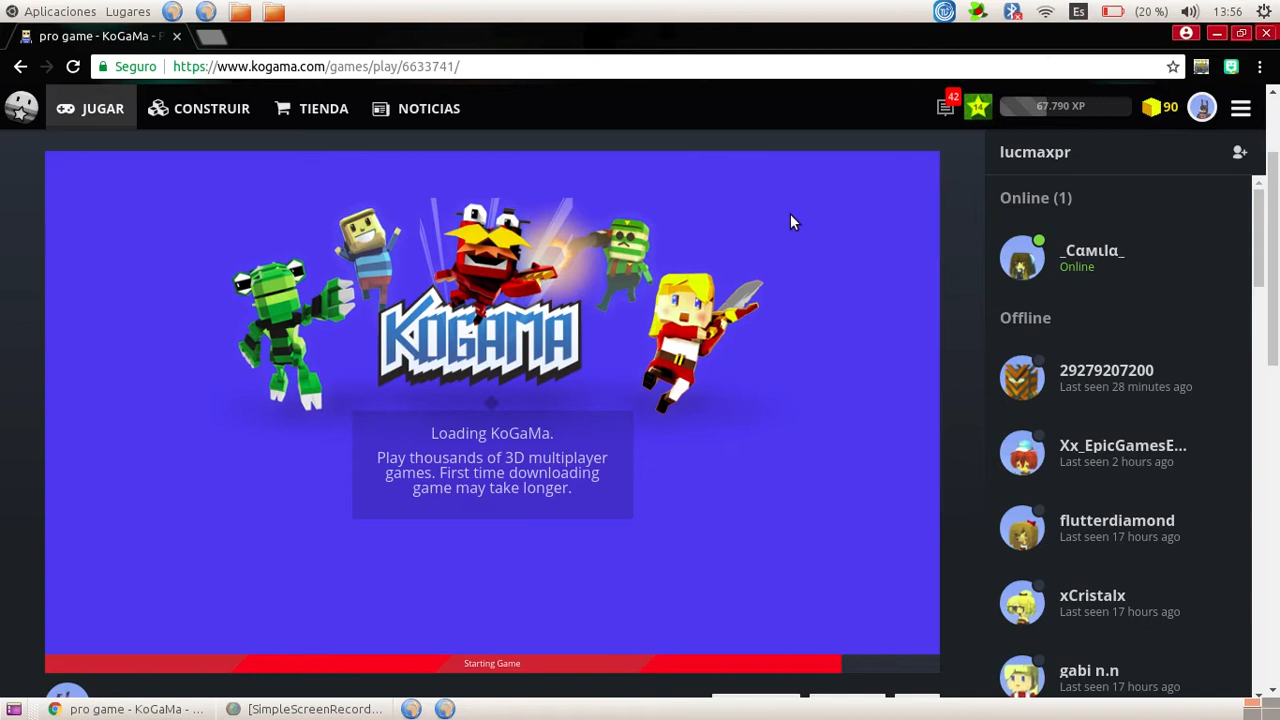 Aplicaciones Lugares
Es (20 %) 13:56
pro game - KoGaMa - P
Seguro https://www.kogama.com/games/play/6633741/
JUGAR CONSTRUIR TIENDA NOTICIAS
42
67.790 XP
90
lucmaxpr
Online (1)
_Cαмιlα_
Online
Offline
29279207200
Last seen 28 minutes ago
Xx_EpicGamesE...
Last seen 2 hours ago
flutterdiamond
Last seen 17 hours ago
xCristalx
Last seen 17 hours ago
gabi n.n
Last seen 17 hours ago
KOGAMA
Loading KoGaMa.
Play thousands of 3D multiplayer
games. First time downloading
game may take longer.
Starting Game
pro game - KoGaMa - ...
[SimpleScreenRecord...